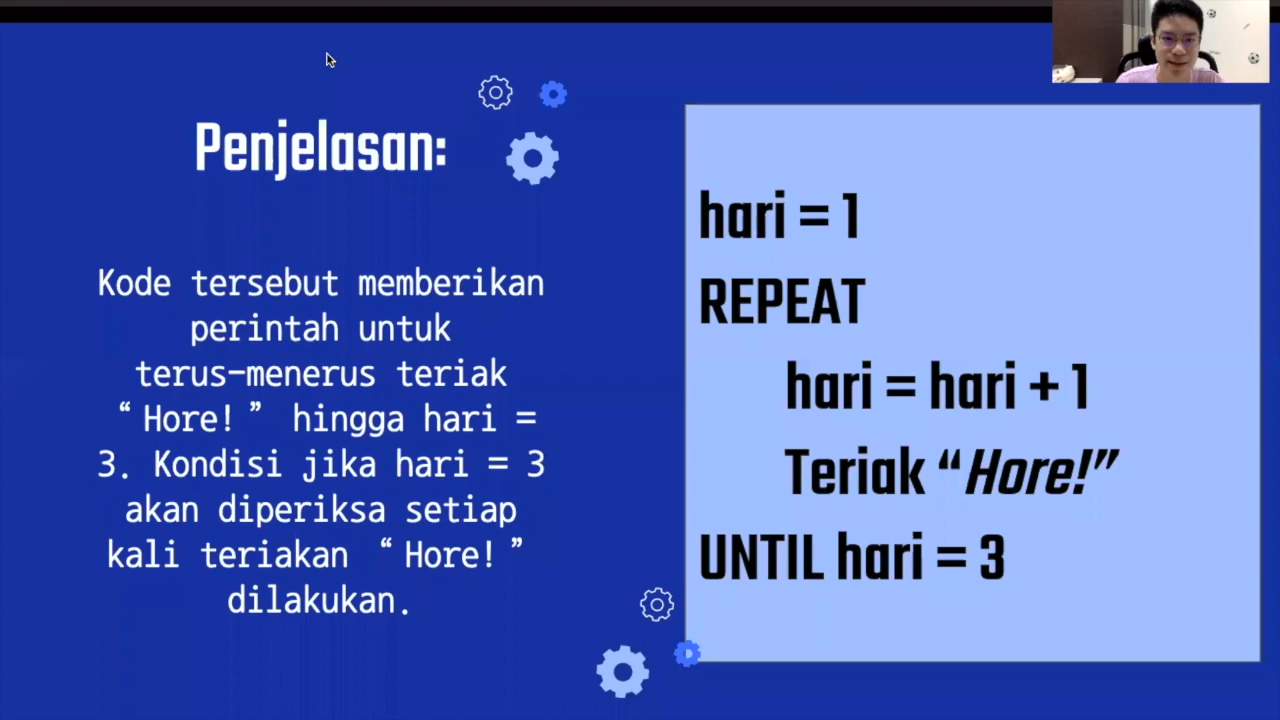 Penjelasan:
Kode tersebut memberikan
perintah untuk
terus-menerus teriak
“Hore!” hingga hari =
3. Kondisi jika hari = 3
akan diperiksa setiap
kali teriakan “Hore!”
dilakukan.
hari = 1
REPEAT
hari = hari + 1
Teriak “Hore!”
UNTIL hari = 3